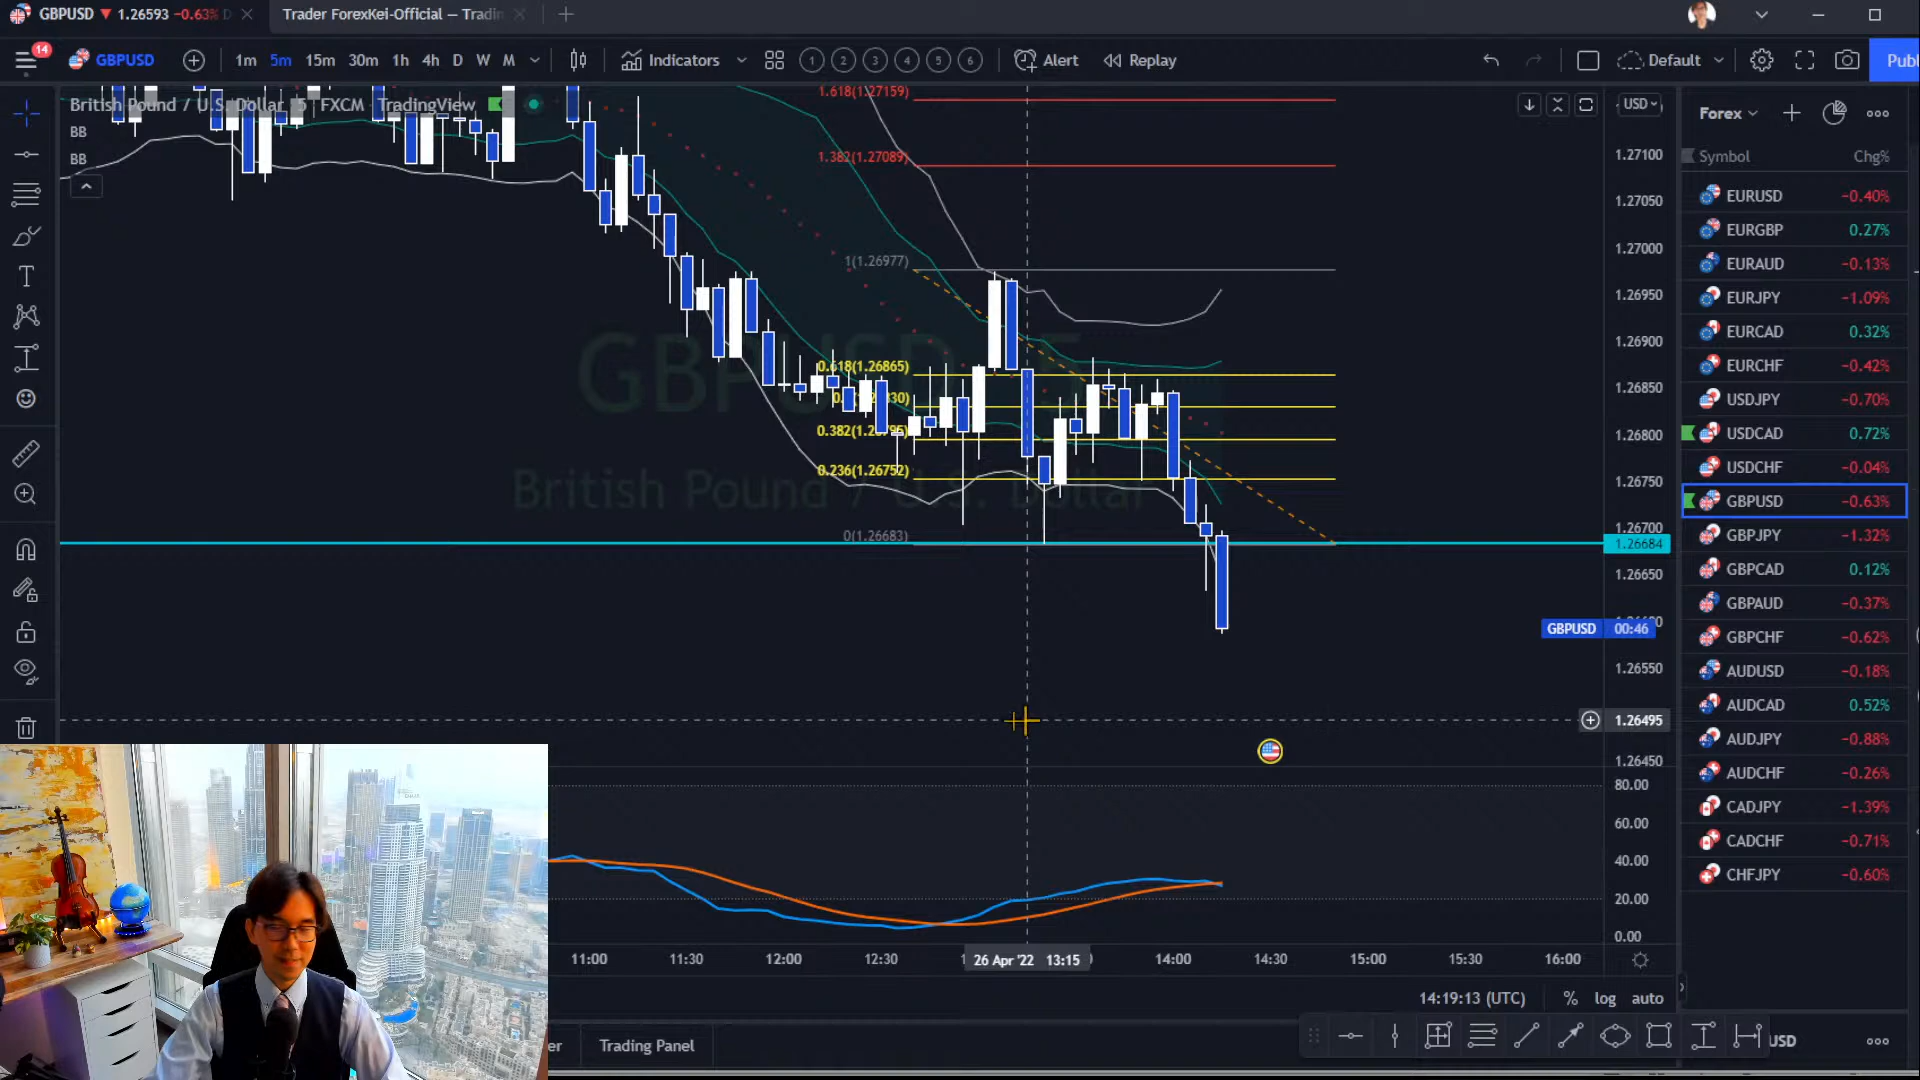 GBPUSD ▼ 1.26593 −0.63%
Trader ForexKei-Official — Tradin
14
GBPUSD
1m 5m 15m 30m 1h 4h D W M
Indicators
1 2 3 4 5 6
Alert
Replay
Default
Publ
British Pound / U.S. Dollar 5 FXCM TradingView
BB
BB
USD
1.618(1.27159)
1.382(1.27089)
1(1.26977)
0.618(1.26865)
0.382(1.26795)
0.236(1.26752)
0(1.26683)
GBPUSD, 5
British Pound / U.S. Dollar
1.27100
1.27050
1.27000
1.26950
1.26900
1.26850
1.26800
1.26750
1.26700
1.26684
1.26650
GBPUSD 00:46
1.26550
1.26495
1.26450
80.00
60.00
40.00
20.00
0.00
11:00 11:30 12:00 12:30 26 Apr '22 13:15 14:00 14:30 15:00 15:30 16:00
14:19:13 (UTC) % log auto
er
Trading Panel
USD
Forex
Symbol Chg%
EURUSD −0.40%
EURGBP 0.27%
EURAUD −0.13%
EURJPY −1.09%
EURCAD 0.32%
EURCHF −0.42%
USDJPY −0.70%
USDCAD 0.72%
USDCHF −0.04%
GBPUSD −0.63%
GBPJPY −1.32%
GBPCAD 0.12%
GBPAUD −0.37%
GBPCHF −0.62%
AUDUSD −0.18%
AUDCAD 0.52%
AUDJPY −0.88%
AUDCHF −0.26%
CADJPY −1.39%
CADCHF −0.71%
CHFJPY −0.60%